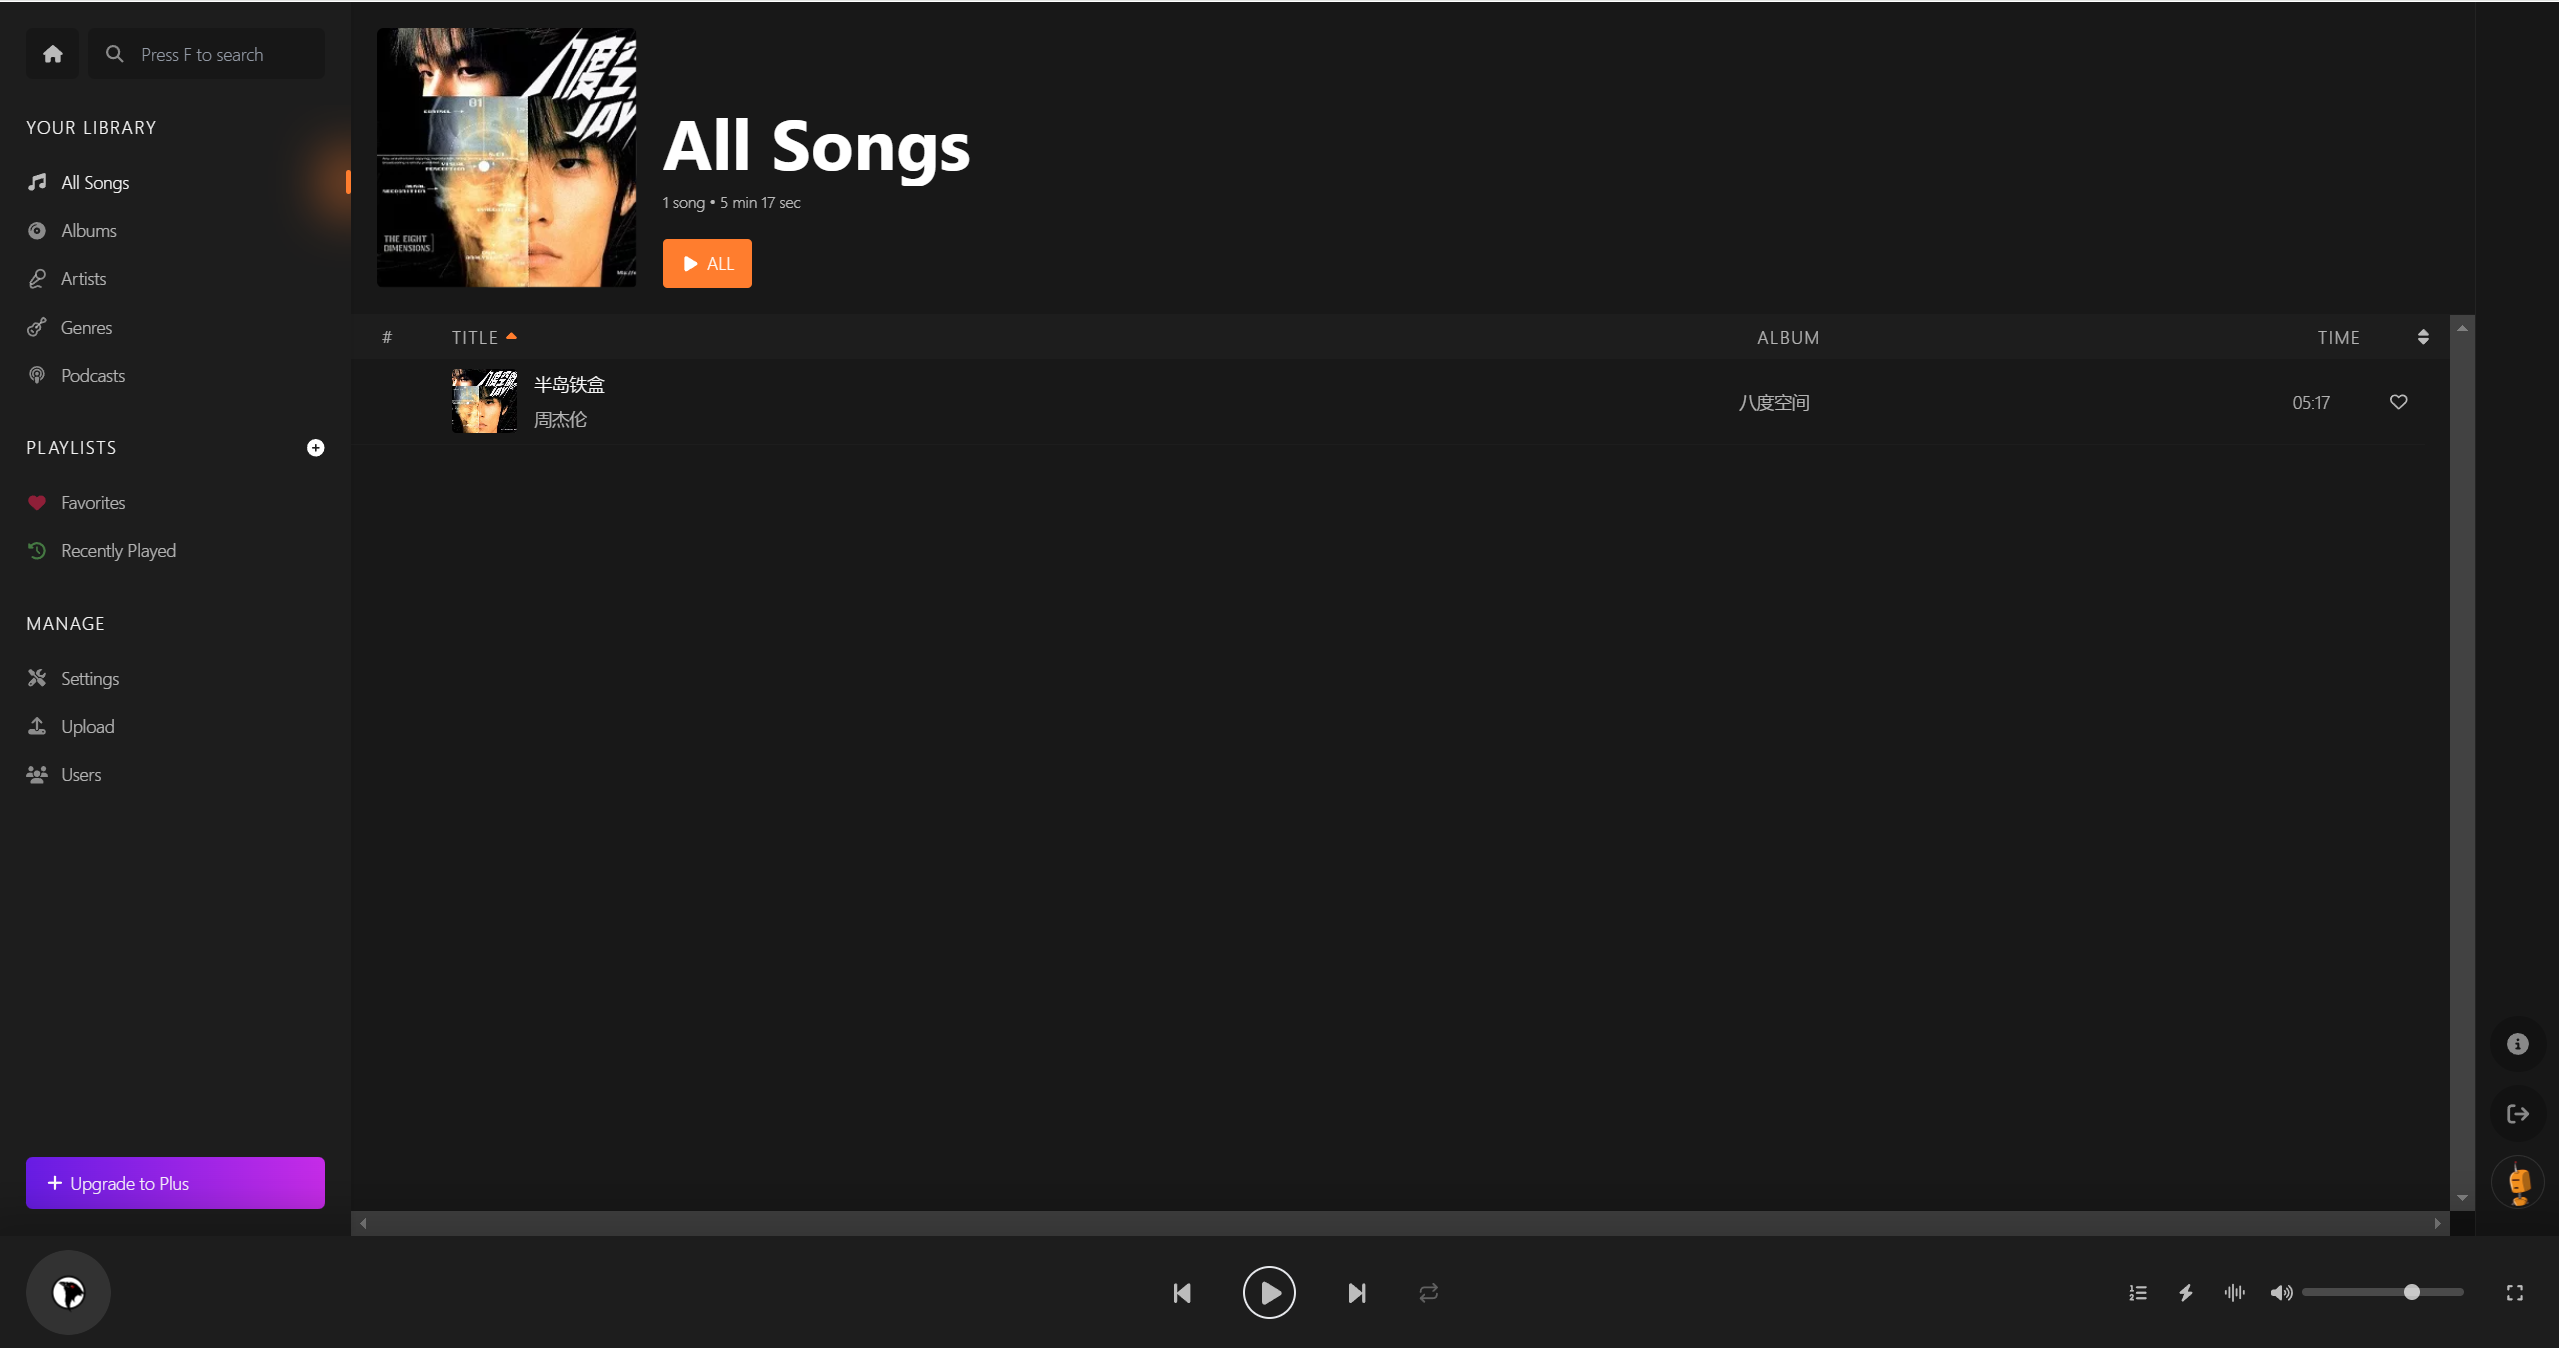 Press F to search
YOUR LIBRARY
All Songs
Albums
Artists
Genres
Podcasts
PLAYLISTS
Favorites
Recently Played
MANAGE
Settings
Upload
Users
Upgrade to Plus
八度空
JAY
01
THE EIGHT
DIMENSIONS
All Songs
1 song • 5 min 17 sec
ALL
# TITLE ALBUM TIME
半岛铁盒
周杰伦
八度空间
05:17